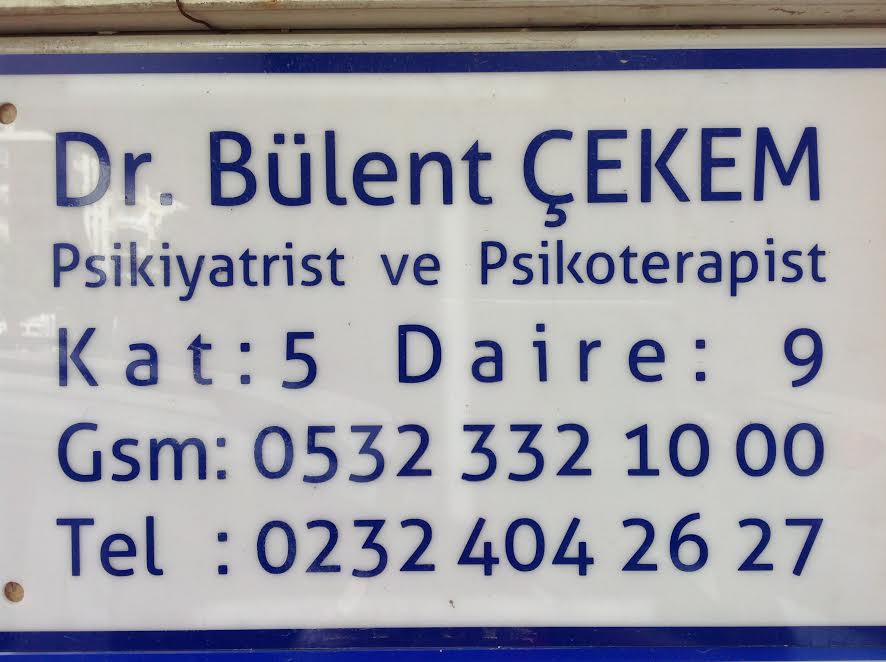 Dr. Bülent ÇEKEM
Psikiyatrist ve Psikoterapist
Kat: 5 Daire: 9
Gsm: 0532 332 10 00
Tel : 0232 404 26 27